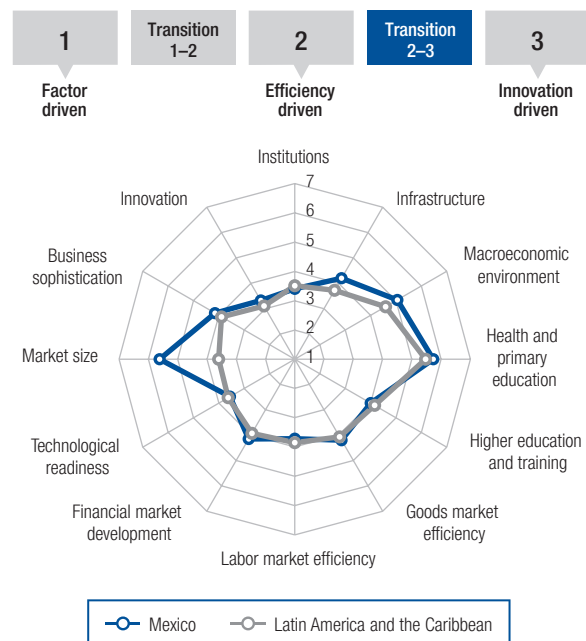 1
Transition
1–2
2
Transition
2–3
3
Factor
driven
Efficiency
driven
Innovation
driven
Institutions
Infrastructure
Macroeconomic
environment
Health and
primary
education
Higher education
and training
Goods market
efficiency
Labor market efficiency
Financial market
development
Technological
readiness
Market size
Business
sophistication
Innovation
7
6
5
4
3
2
1
Mexico
Latin America and the Caribbean